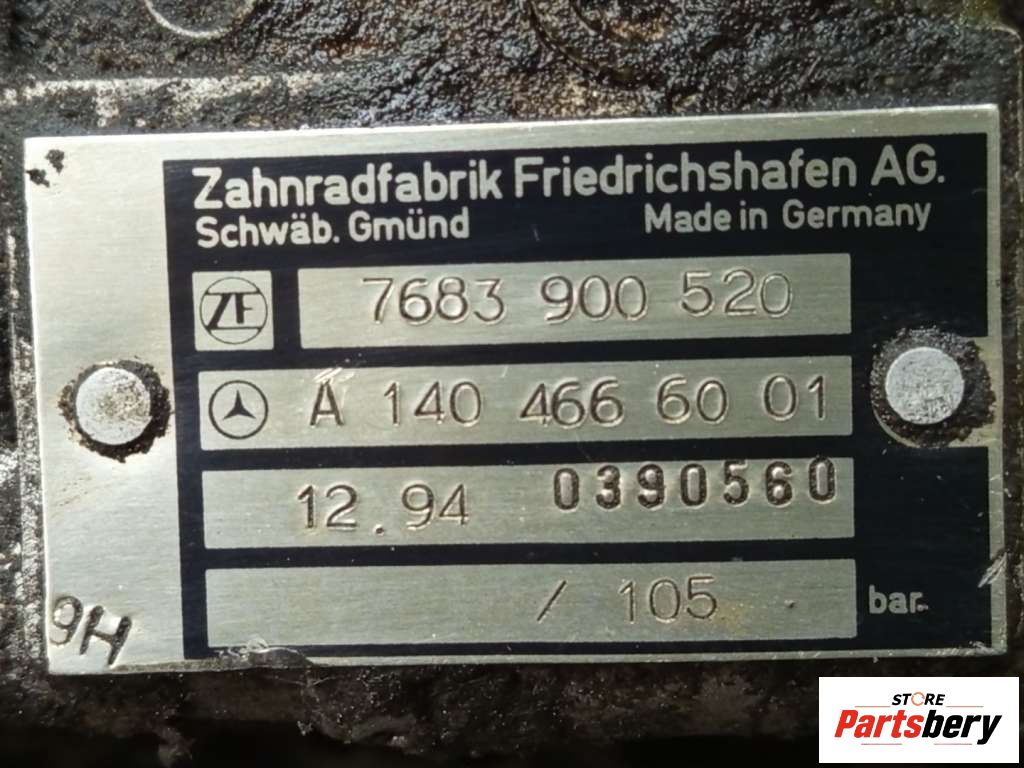 Zahnradfabrik Friedrichshafen AG.
Schwäb. Gmünd Made in Germany
ZF 7683 900 520
A 140 466 60 01
12.94 0390560
/ 105 bar.
9H
STORE
Partsbery